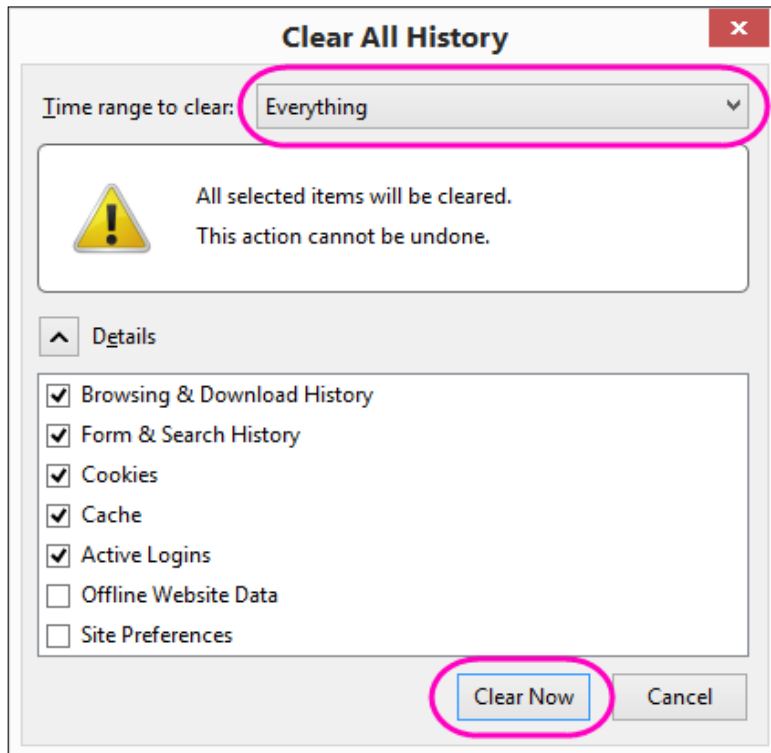 Clear All History
Time range to clear: Everything
All selected items will be cleared.
This action cannot be undone.
Details
Browsing & Download History
Form & Search History
Cookies
Cache
Active Logins
Offline Website Data
Site Preferences
Clear Now Cancel